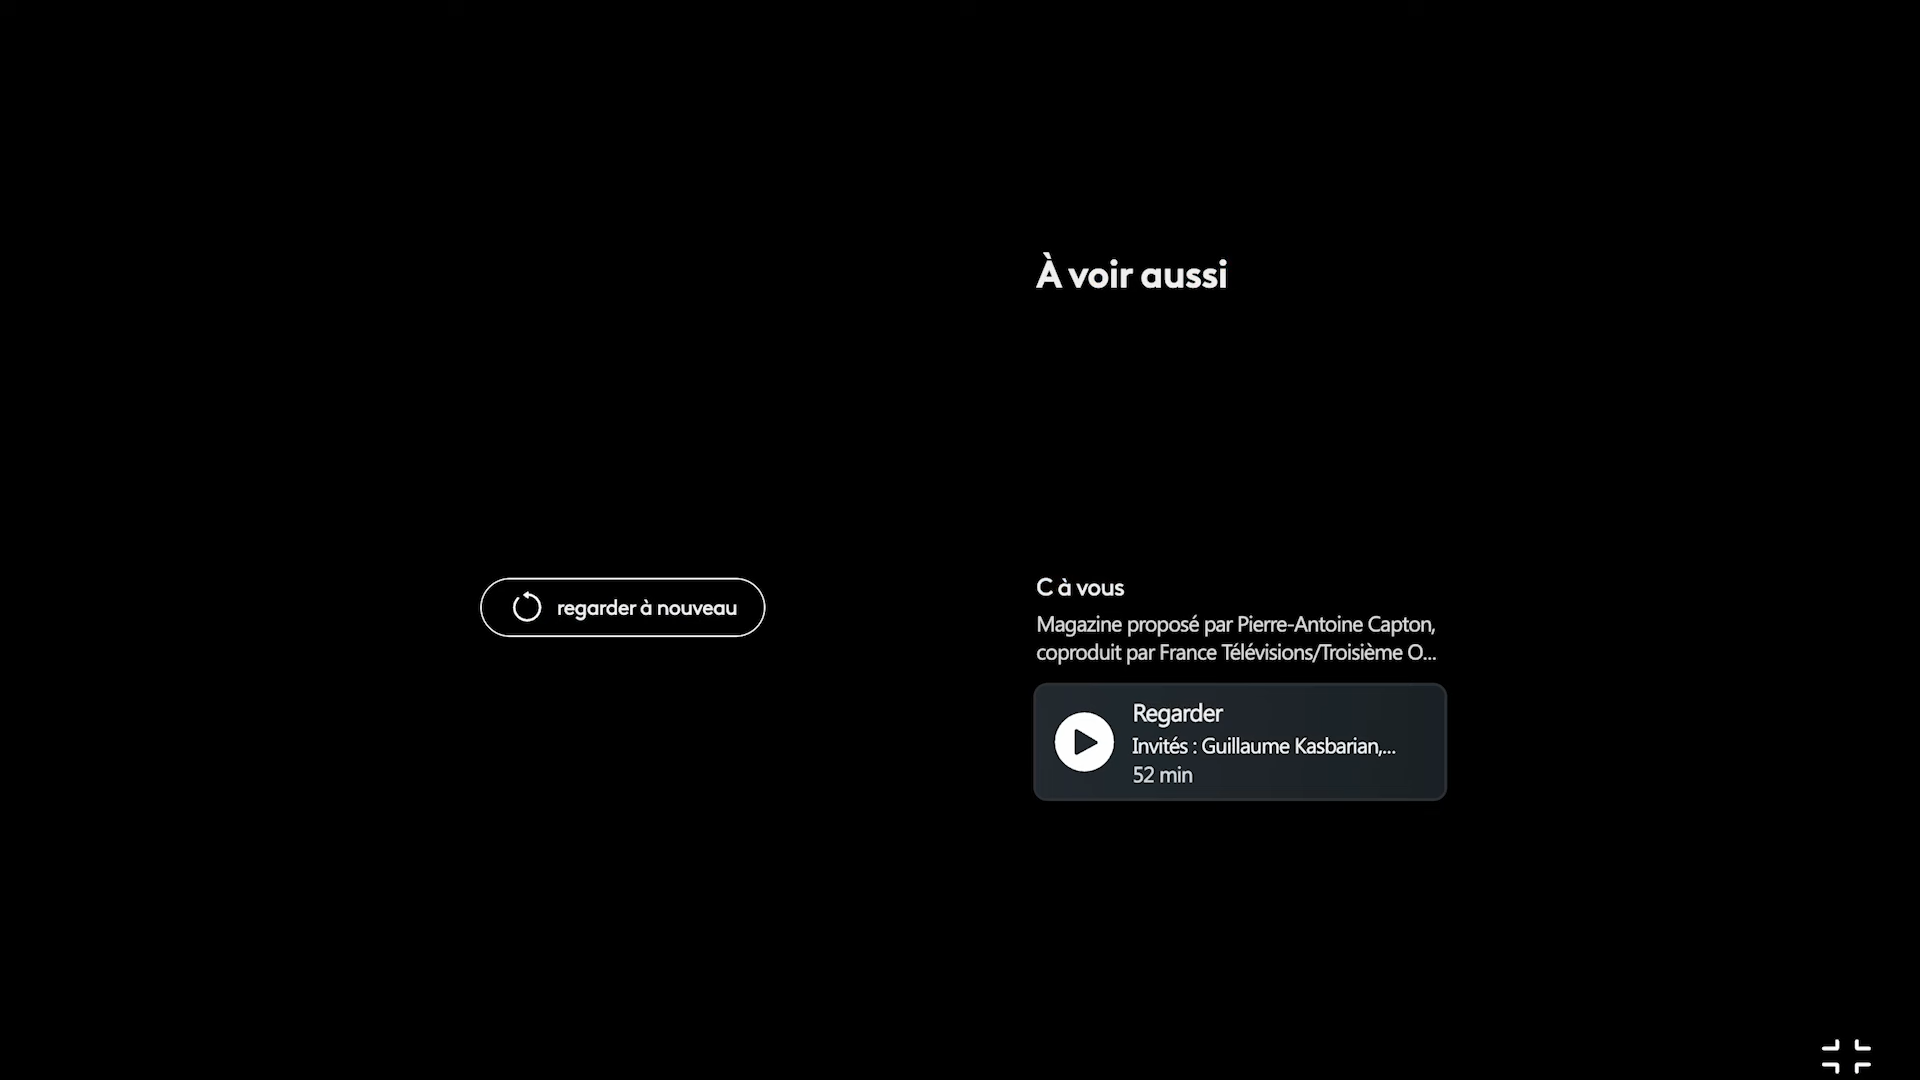 À voir aussi
regarder à nouveau
C à vous
Magazine proposé par Pierre-Antoine Capton,
coproduit par France Télévisions/Troisième O...
Regarder
Invités : Guillaume Kasbarian,...
52 min